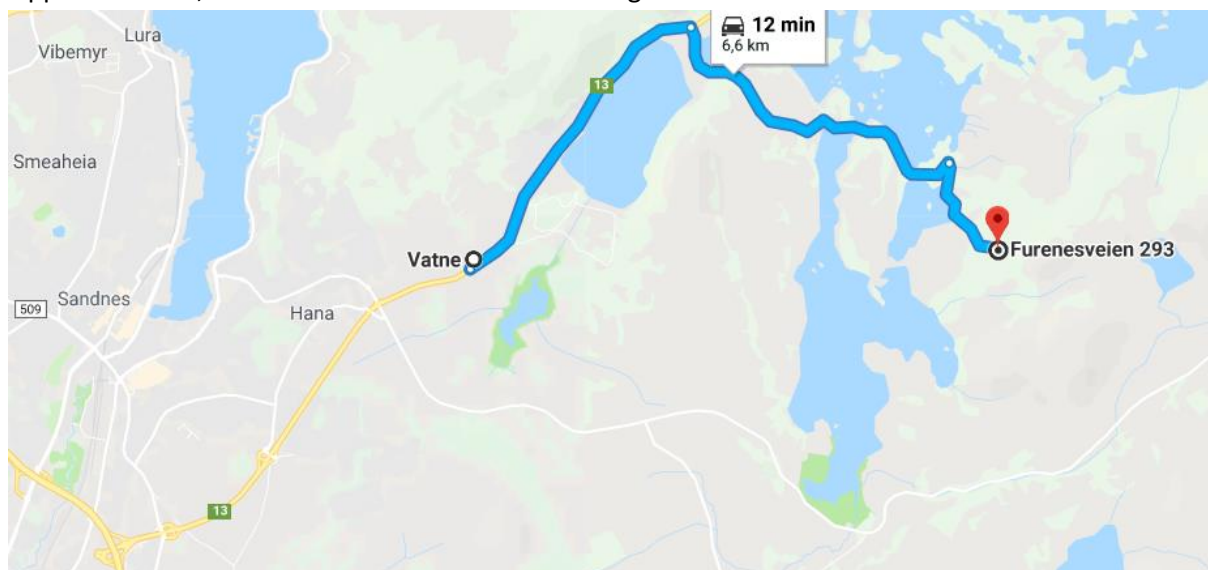 Lura
Vibemyr
12 min
6,6 km
13
Smeaheia
Vatne
Furenesveien 293
Sandnes
509
Hana
13